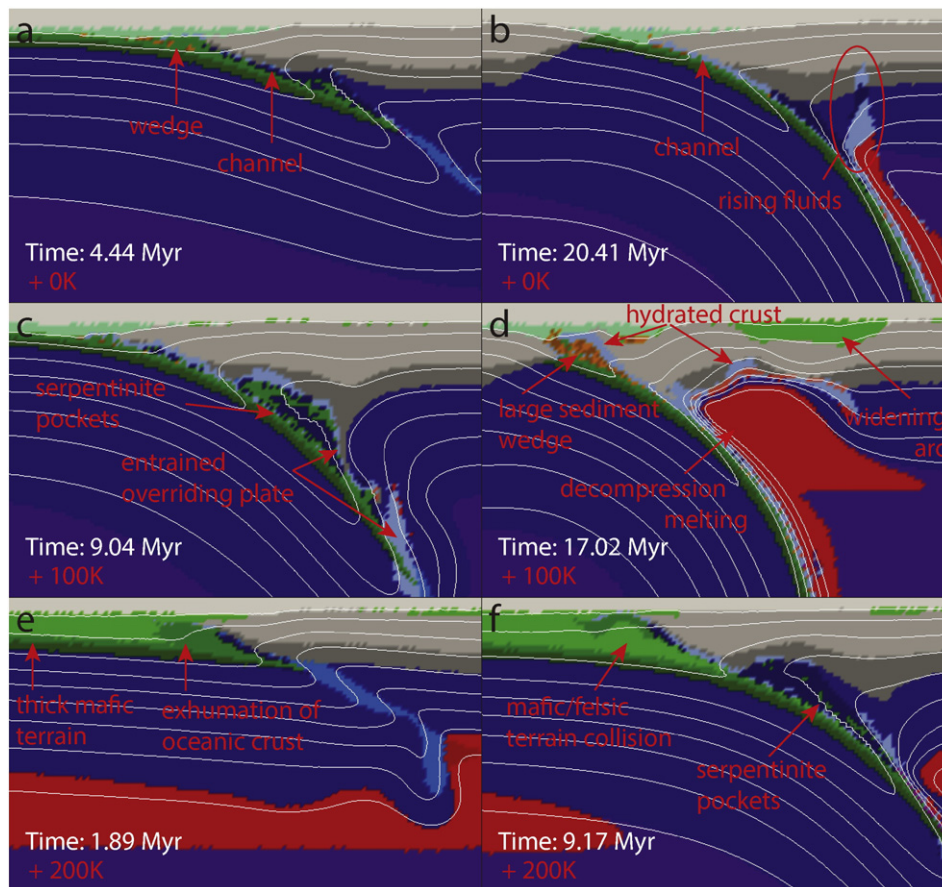 a
wedge
channel
Time: 4.44 Myr
+ 0K
b
channel
rising fluids
Time: 20.41 Myr
+ 0K
c
serpentinite
pockets
entrained
overriding plate
Time: 9.04 Myr
+ 100K
d
hydrated crust
large sediment
wedge
widening
arc
decompression
melting
Time: 17.02 Myr
+ 100K
e
thick mafic
terrain
exhumation of
oceanic crust
Time: 1.89 Myr
+ 200K
f
mafic/felsic
terrain collision
serpentinite
pockets
Time: 9.17 Myr
+ 200K